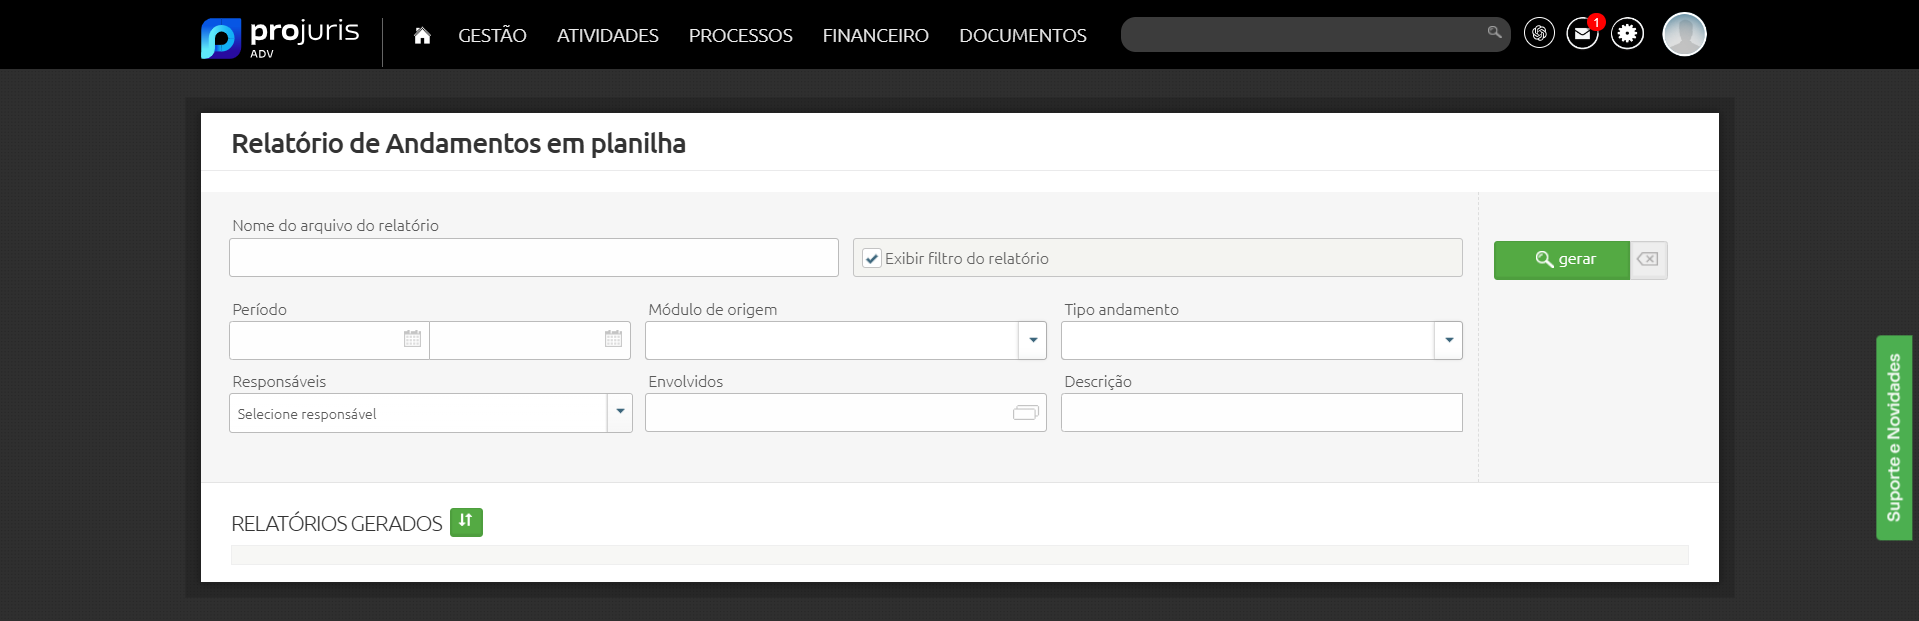 projuris
ADV
GESTÃO ATIVIDADES PROCESSOS FINANCEIRO DOCUMENTOS
1
Relatório de Andamentos em planilha
Nome do arquivo do relatório
Exibir filtro do relatório
gerar
Período Módulo de origem Tipo andamento
Responsáveis Envolvidos Descrição
Selecione responsável
Suporte e Novidades
RELATÓRIOS GERADOS